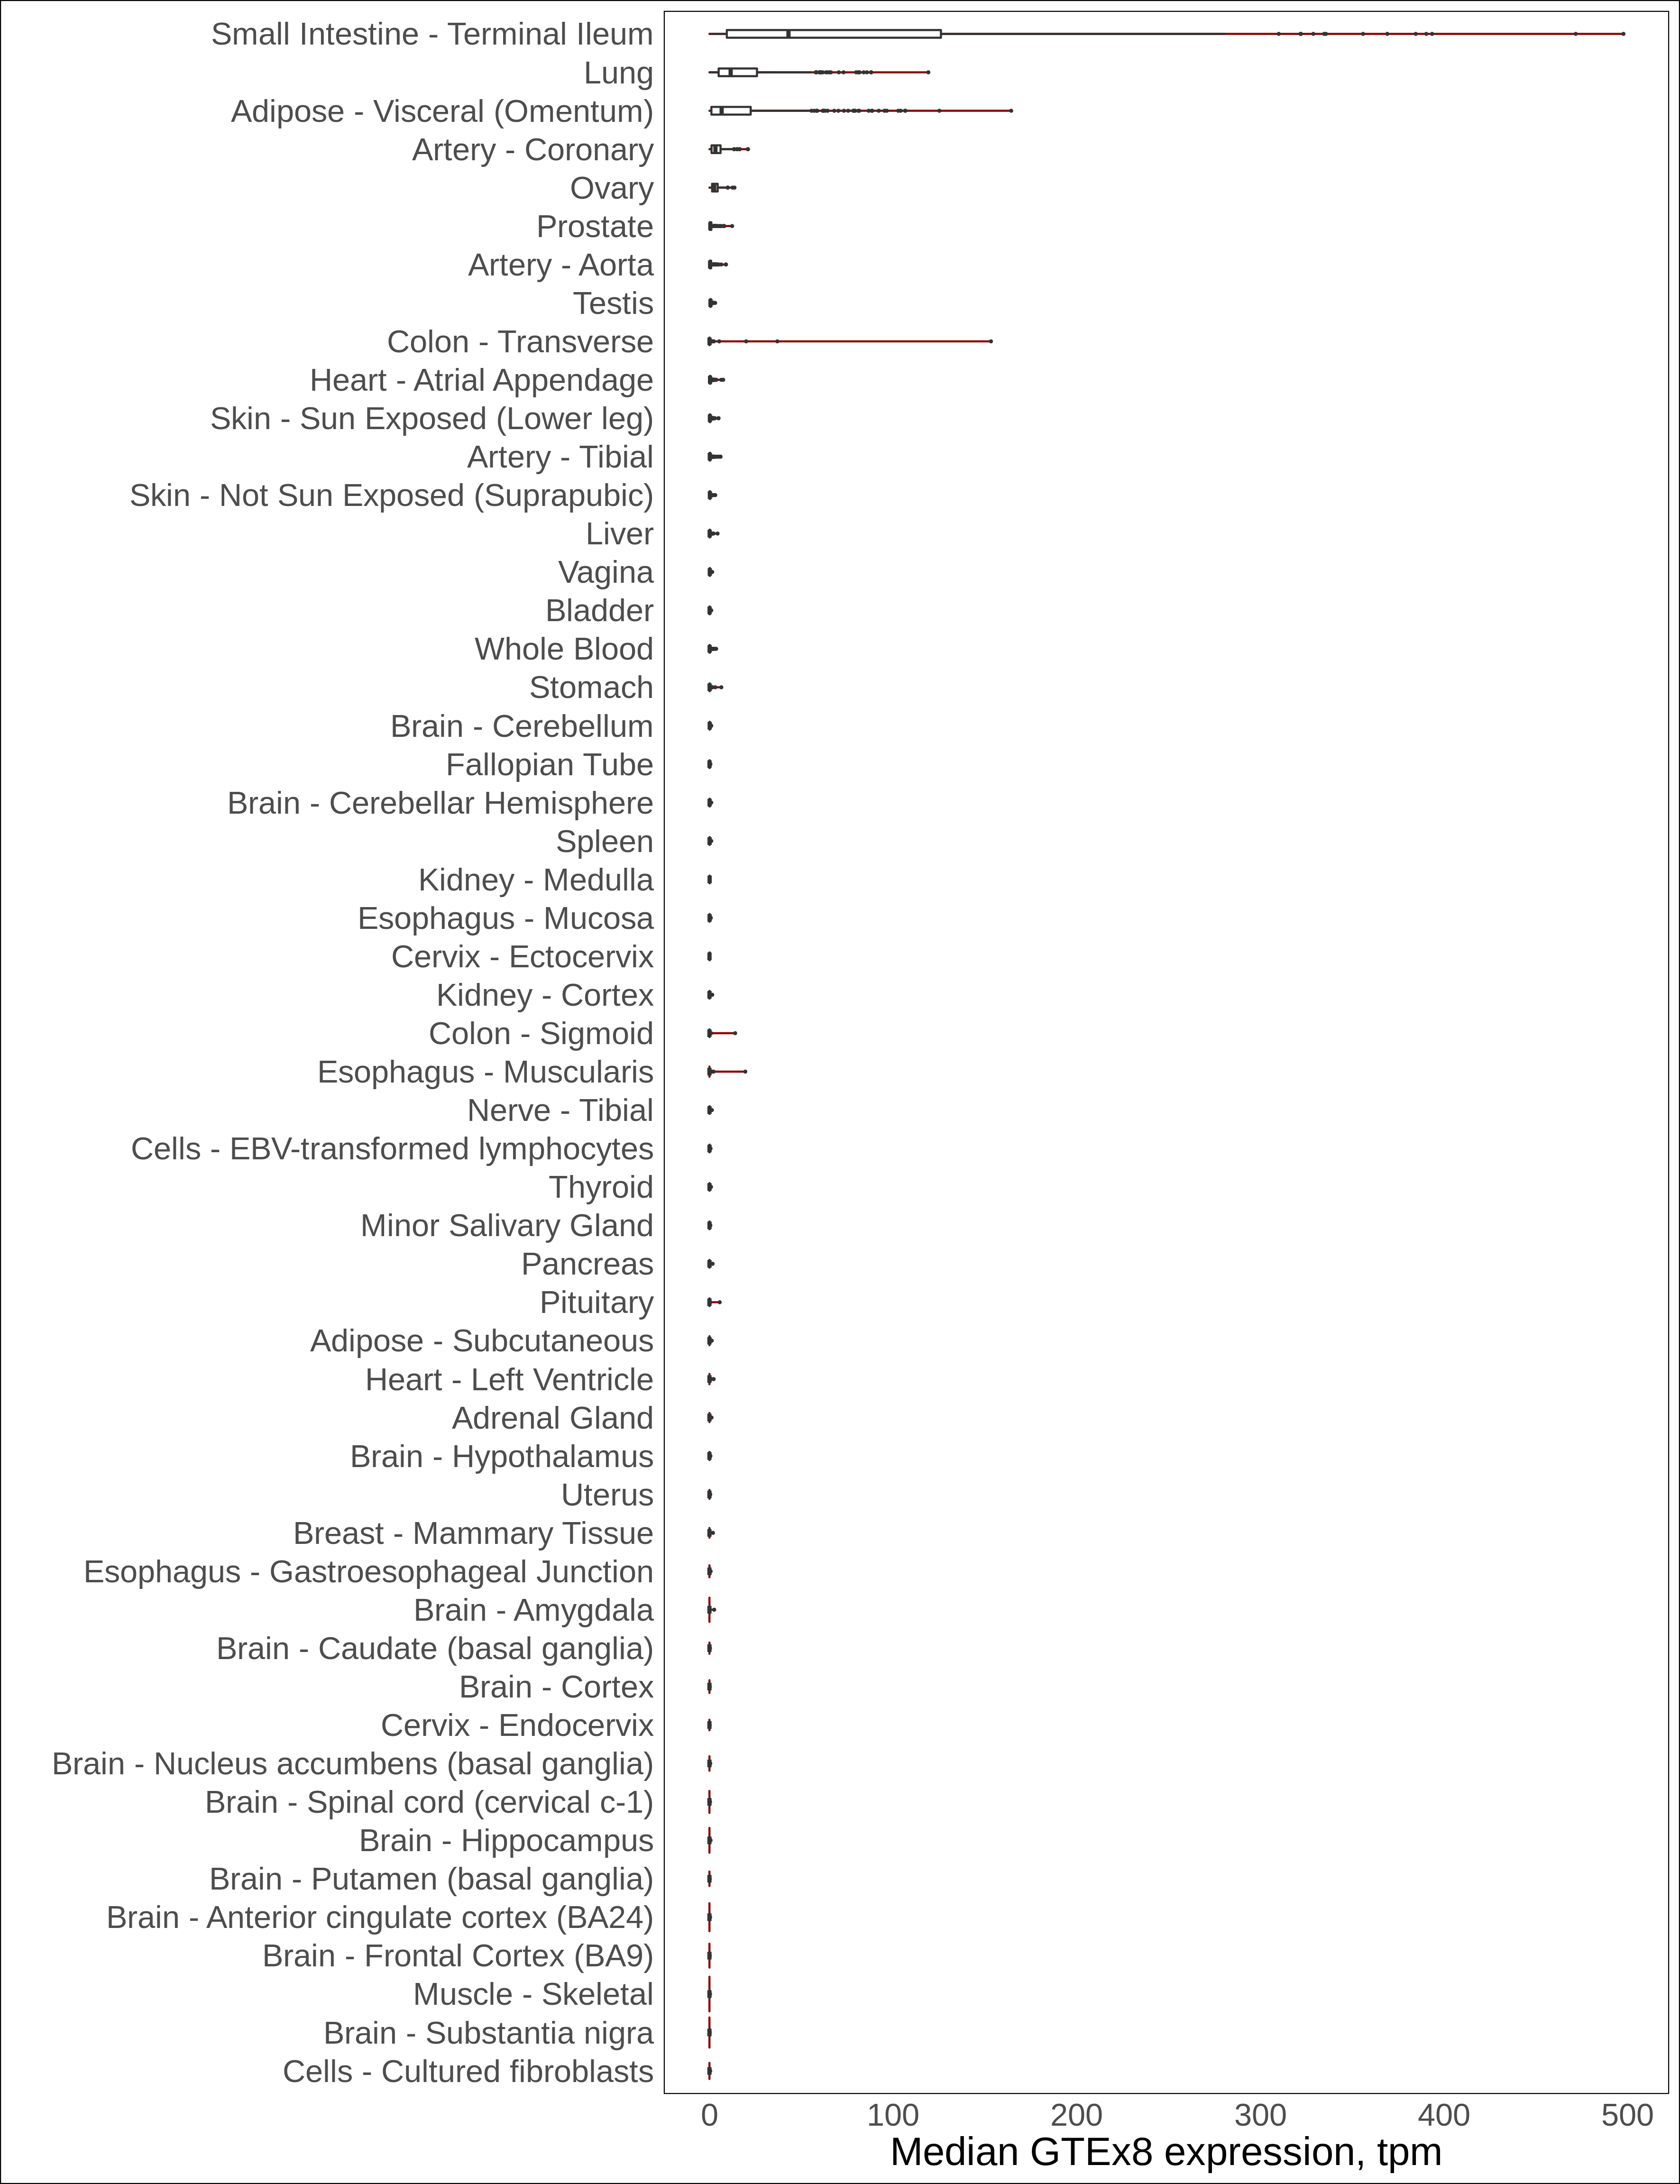 Small Intestine - Terminal Ileum
Lung
Adipose - Visceral (Omentum)
Artery - Coronary
Ovary
Prostate
Artery - Aorta
Testis
Colon - Transverse
Heart - Atrial Appendage
Skin - Sun Exposed (Lower leg)
Artery - Tibial
Skin - Not Sun Exposed (Suprapubic)
Liver
Vagina
Bladder
Whole Blood
Stomach
Brain - Cerebellum
Fallopian Tube
Brain - Cerebellar Hemisphere
Spleen
Kidney - Medulla
Esophagus - Mucosa
Cervix - Ectocervix
Kidney - Cortex
Colon - Sigmoid
Esophagus - Muscularis
Nerve - Tibial
Cells - EBV-transformed lymphocytes
Thyroid
Minor Salivary Gland
Pancreas
Pituitary
Adipose - Subcutaneous
Heart - Left Ventricle
Adrenal Gland
Brain - Hypothalamus
Uterus
Breast - Mammary Tissue
Esophagus - Gastroesophageal Junction
Brain - Amygdala
Brain - Caudate (basal ganglia)
Brain - Cortex
Cervix - Endocervix
Brain - Nucleus accumbens (basal ganglia)
Brain - Spinal cord (cervical c-1)
Brain - Hippocampus
Brain - Putamen (basal ganglia)
Brain - Anterior cingulate cortex (BA24)
Brain - Frontal Cortex (BA9)
Muscle - Skeletal
Brain - Substantia nigra
Cells - Cultured fibroblasts
0 100 200 300 400 500
Median GTEx8 expression, tpm